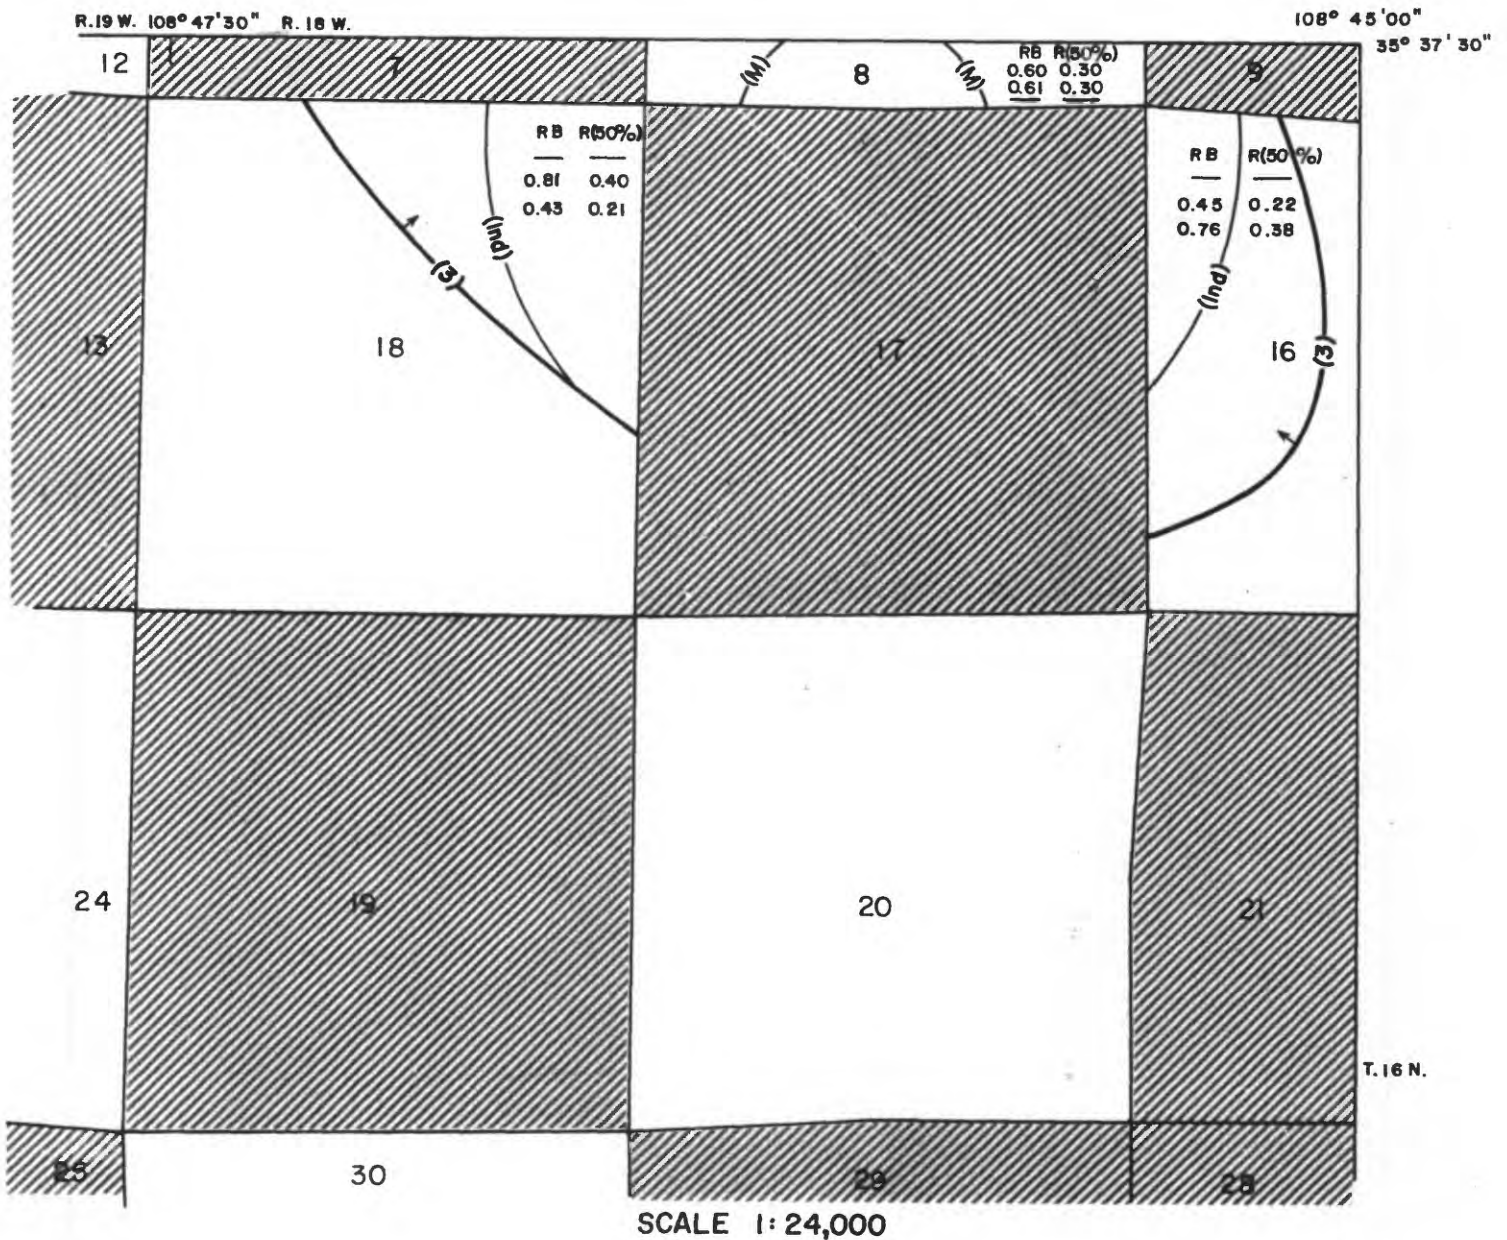 R.19 W. 108° 47'30" R. 18 W.
108° 45'00"
35° 37' 30"
12
7
8
RB R(50%)
0.60 0.30
0.61 0.30
9
(M)
(M)
RB R(50%)
0.81 0.40
0.43 0.21
RB R(50%)
0.45 0.22
0.76 0.38
(Ind)
(3)
(Ind)
(3)
13
18
17
16
24
19
20
21
T. 16 N.
25
30
29
28
SCALE 1: 24,000